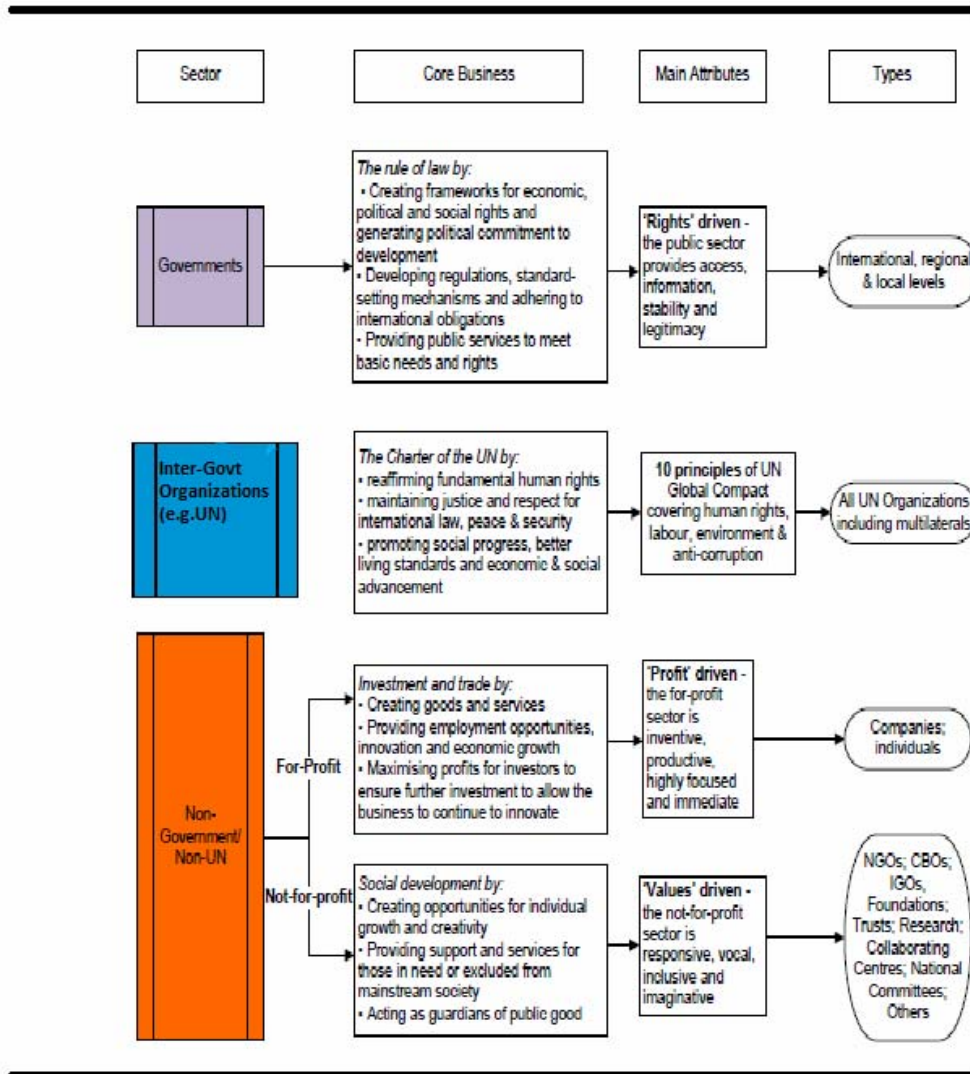 Sector
Core Business
Main Attributes
Types
Governments
The rule of law by:
• Creating frameworks for economic,
political and social rights and
generating political commitment to
development
• Developing regulations, standard-
setting mechanisms and adhering to
international obligations
• Providing public services to meet
basic needs and rights
'Rights' driven -
the public sector
provides access,
information,
stability and
legitimacy
International, regional
& local levels
Inter-Govt
Organizations
(e.g.UN)
The Charter of the UN by:
• reaffirming fundamental human rights
• maintaining justice and respect for
international law, peace & security
• promoting social progress, better
living standards and economic & social
advancement
10 principles of UN
Global Compact
covering human rights,
labour, environment &
anti-corruption
All UN Organizations
including multilaterals
Non-
Government/
Non-UN
For-Profit
Investment and trade by:
• Creating goods and services
• Providing employment opportunities,
innovation and economic growth
• Maximising profits for investors to
ensure further investment to allow the
business to continue to innovate
'Profit' driven -
the for-profit
sector is
inventive,
productive,
highly focused
and immediate
Companies;
individuals
Not-for-profit
Social development by:
• Creating opportunities for individual
growth and creativity
• Providing support and services for
those in need or excluded from
mainstream society
• Acting as guardians of public good
'Values' driven -
the not-for-profit
sector is
responsive, vocal,
inclusive and
imaginative
NGOs; CBOs;
IGOs,
Foundations;
Trusts; Research;
Collaborating
Centres; National
Committees;
Others